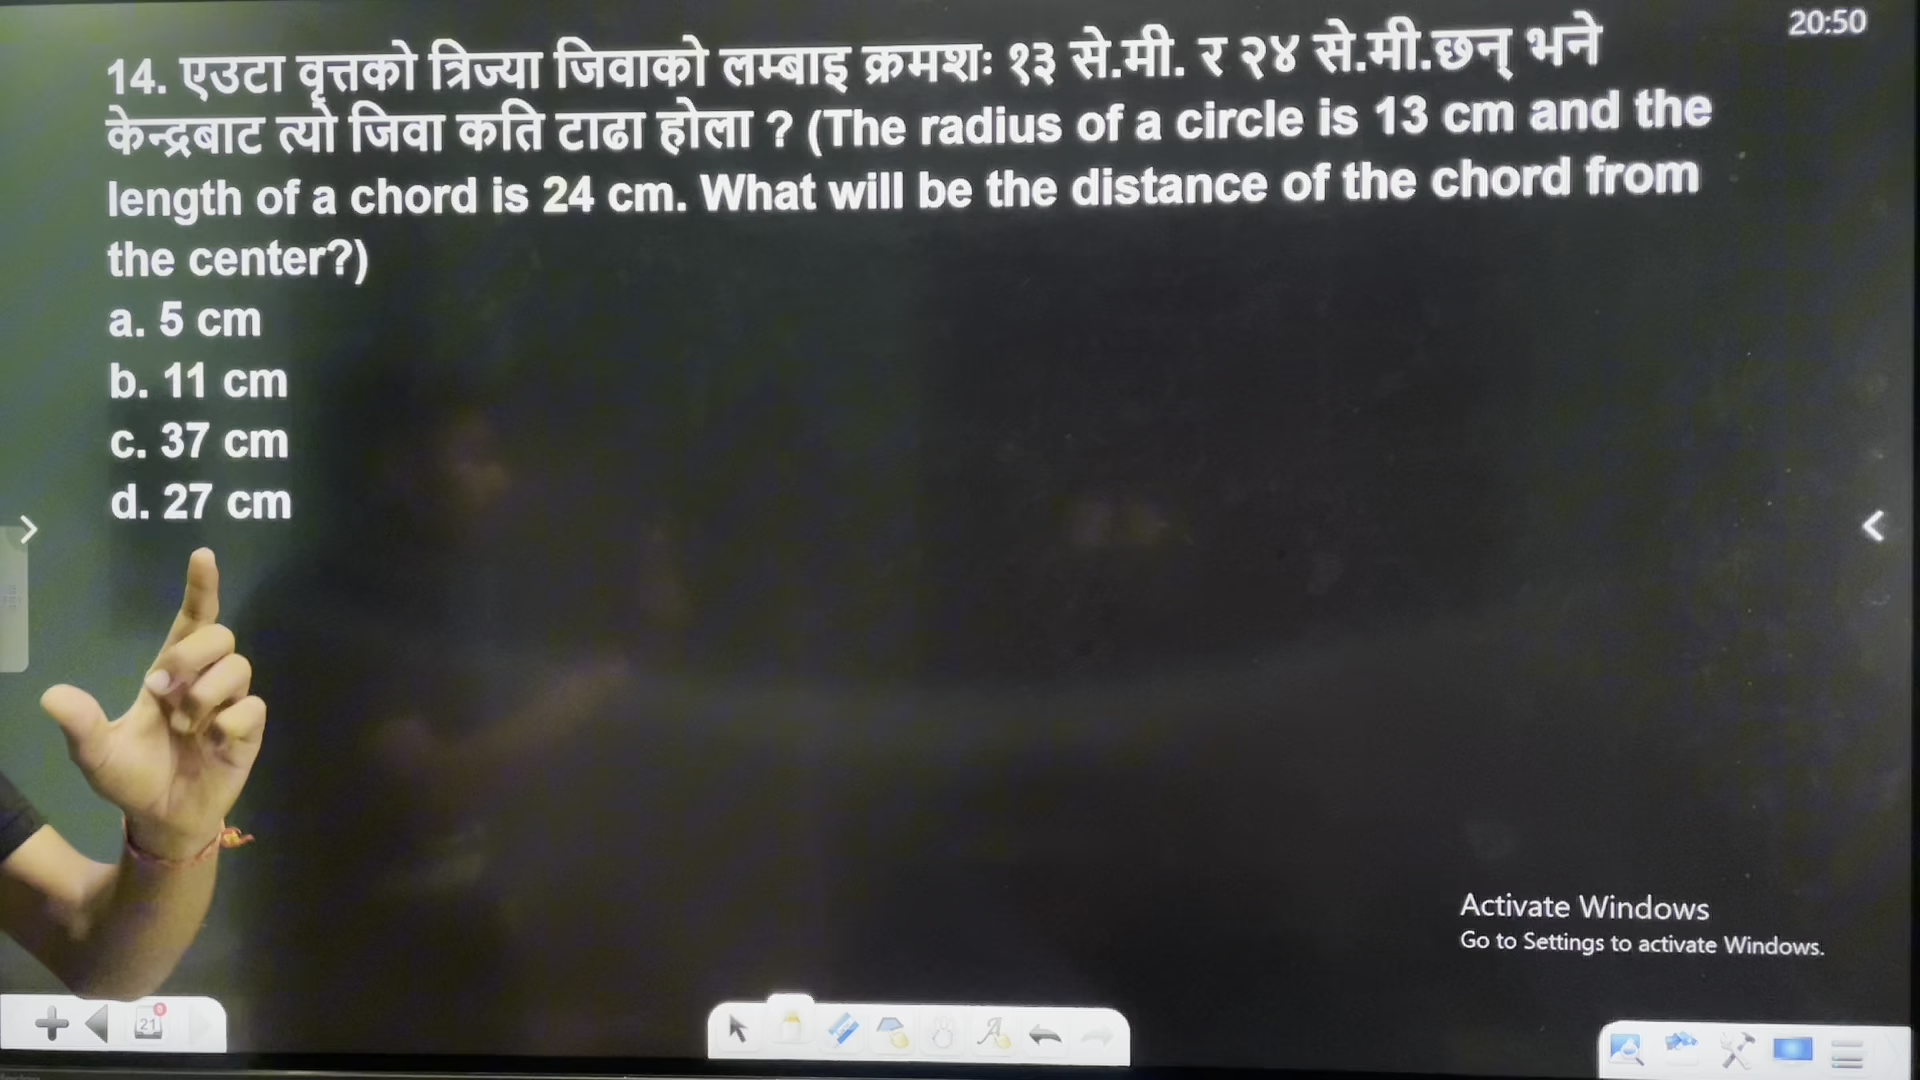 20:50
14. एउटा वृत्तको त्रिज्या जिवाको लम्बाइ क्रमशः १३ से.मी. र २४ से.मी.छन् भने
केन्द्रबाट त्यो जिवा कति टाढा होला ? (The radius of a circle is 13 cm and the
length of a chord is 24 cm. What will be the distance of the chord from
the center?)
a. 5 cm
b. 11 cm
c. 37 cm
d. 27 cm
Activate Windows
Go to Settings to activate Windows.
21